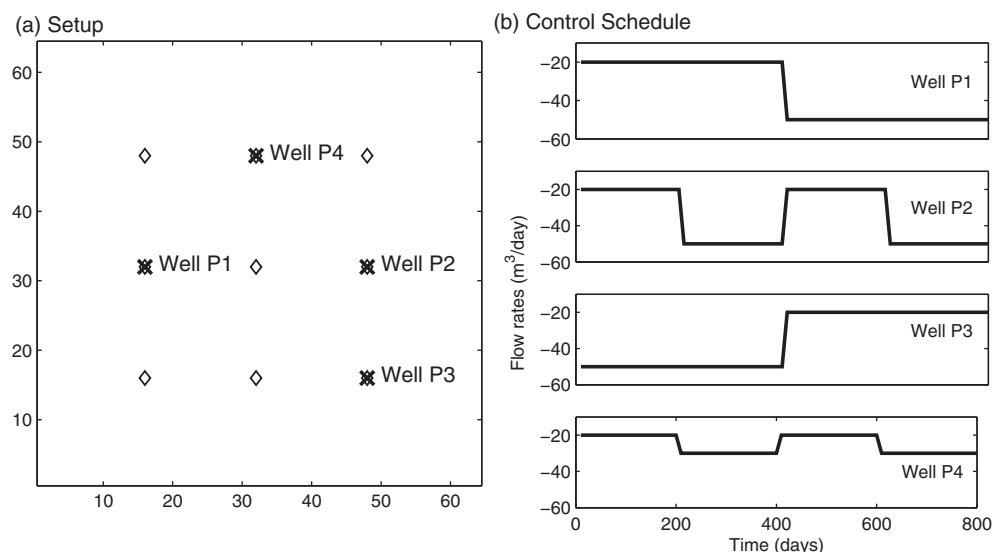 (a) Setup
60
50
40
30
20
10
10 20 30 40 50 60
Well P4
Well P1
Well P2
Well P3
(b) Control Schedule
Flow rates (m³/day)
−20
−40
−60
Well P1
−20
−40
−60
Well P2
−20
−40
−60
Well P3
−20
−40
−60
Well P4
0 200 400 600 800
Time (days)